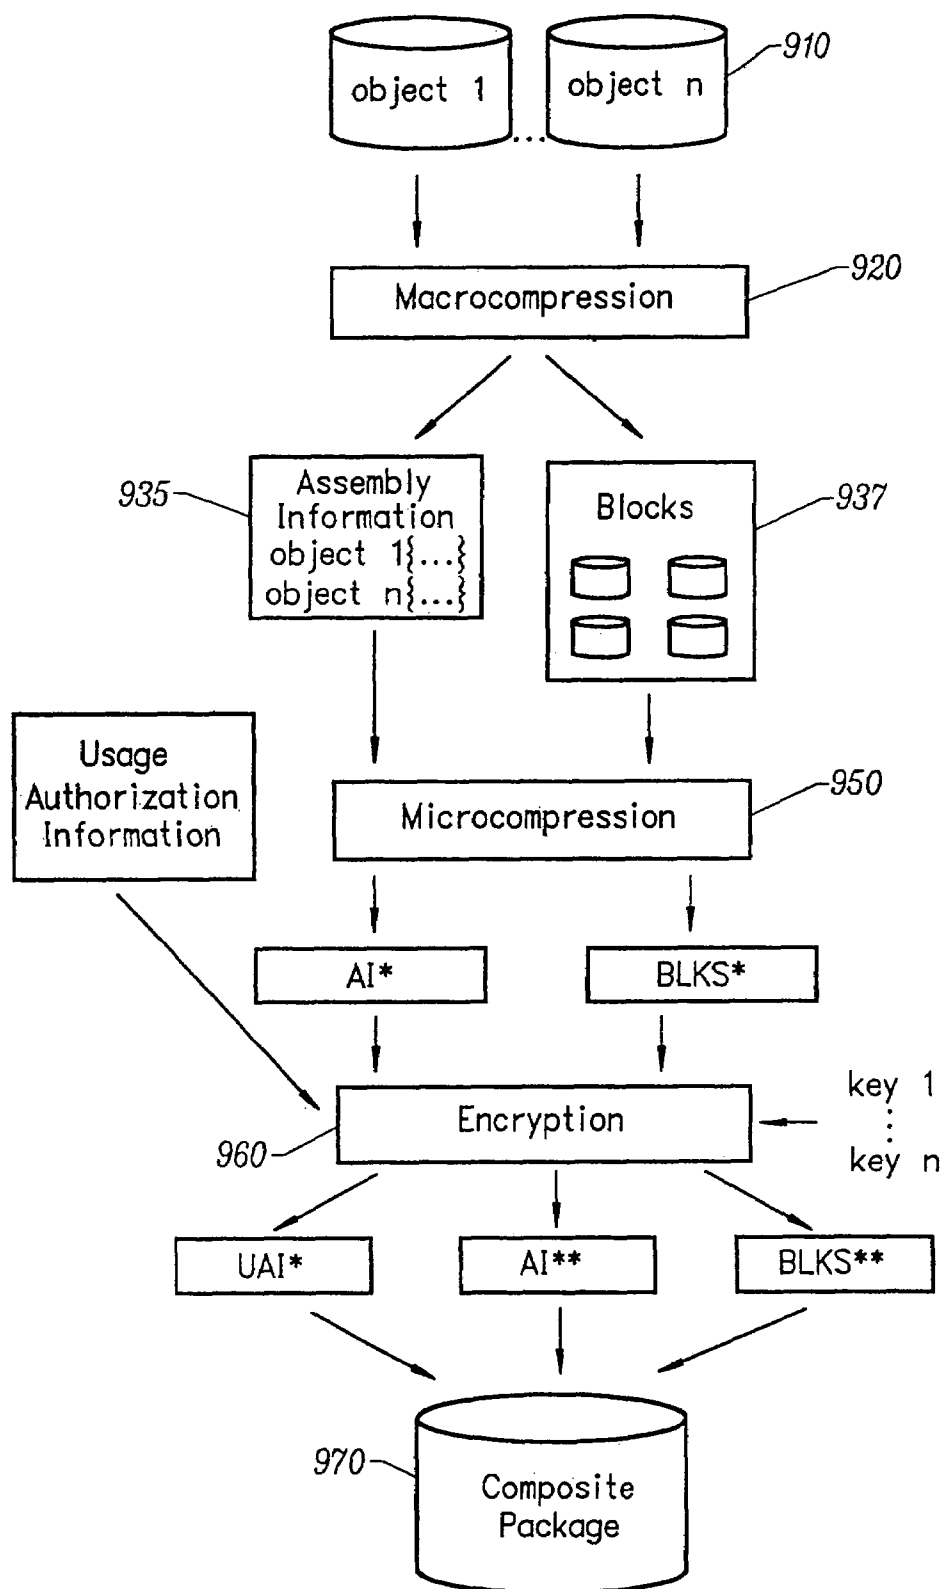 object 1
object n
910
...
Macrocompression
920
935
Assembly
Information
object 1{...}
object n{...}
Blocks
937
Usage
Authorization
Information
Microcompression
950
AI*
BLKS*
Encryption
960
key 1
key n
UAI*
AI**
BLKS**
970
Composite
Package